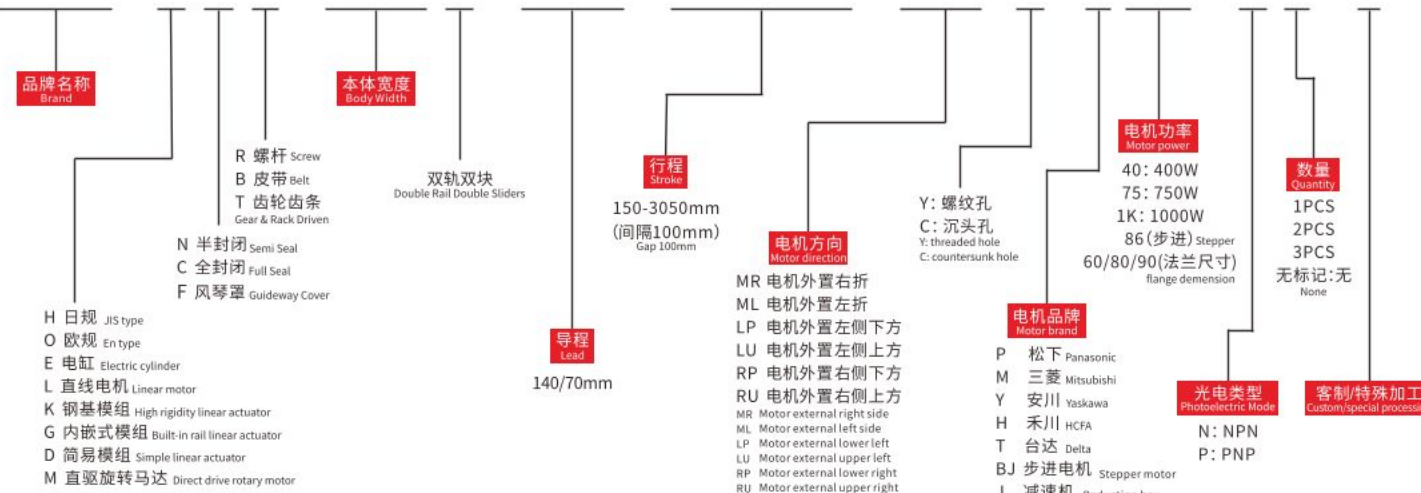 品牌名称
Brand
H 日规 JIS type
O 欧规 En type
E 电缸 Electric cylinder
L 直线电机 Linear motor
K 钢基模组 High rigidity linear actuator
G 内嵌式模组 Built-in rail linear actuator
D 简易模组 Simple linear actuator
M 直驱旋转马达 Direct drive rotary motor
N 半封闭 Semi Seal
C 全封闭 Full Seal
F 风琴罩 Guideway Cover
R 螺杆 Screw
B 皮带 Belt
T 齿轮齿条
Gear & Rack Driven
本体宽度
Body Width
双轨双块
Double Rail Double Sliders
导程
Lead
140/70mm
行程
Stroke
150-3050mm
(间隔100mm)
Gap 100mm
电机方向
Motor direction
MR 电机外置右折
ML 电机外置左折
LP 电机外置左侧下方
LU 电机外置左侧上方
RP 电机外置右侧下方
RU 电机外置右侧上方
MR Motor external right side
ML Motor external left side
LP Motor external lower left
LU Motor external upper left
RP Motor external lower right
RU Motor external upper right
Y: 螺纹孔
C: 沉头孔
Y: threaded hole
C: countersunk hole
电机品牌
Motor brand
P 松下 Panasonic
M 三菱 Mitsubishi
Y 安川 Yaskawa
H 禾川 HCFA
T 台达 Delta
BJ 步进电机 Stepper motor
J 减速机 Reduction box
电机功率
Motor power
40: 400W
75: 750W
1K: 1000W
86(步进) Stepper
60/80/90(法兰尺寸)
flange demension
光电类型
Photoelectric Mode
N: NPN
P: PNP
数量
Quantity
1PCS
2PCS
3PCS
无标记:无
None
客制/特殊加工
Custom/special processing